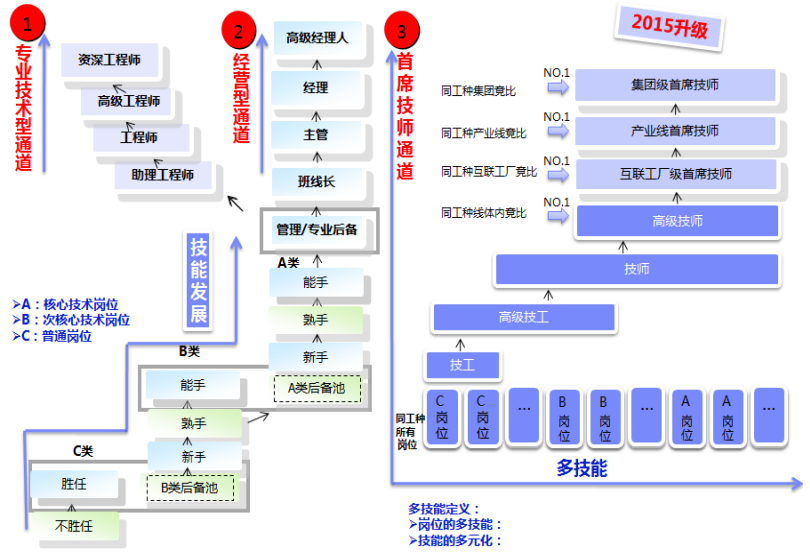 1
专业技术型通道
资深工程师
高级工程师
工程师
助理工程师
2
经营型通道
高级经理人
经理
主管
班线长
管理/专业后备
A类
能手
熟手
新手
A类后备池
技能发展
➢A：核心技术岗位
➢B：次核心技术岗位
➢C：普通岗位
B类
能手
熟手
新手
B类后备池
C类
胜任
不胜任
3
首席技师通道
2015升级
同工种集团竞比
NO.1
集团级首席技师
同工种产业线竞比
NO.1
产业线首席技师
同工种互联工厂竞比
NO.1
互联工厂级首席技师
同工种线体内竞比
NO.1
高级技师
技师
高级技工
技工
同工种
所有
岗位
C岗位
C岗位
...
B岗位
B岗位
...
A岗位
A岗位
...
多技能
多技能定义：
➢岗位的多技能：
➢技能的多元化：